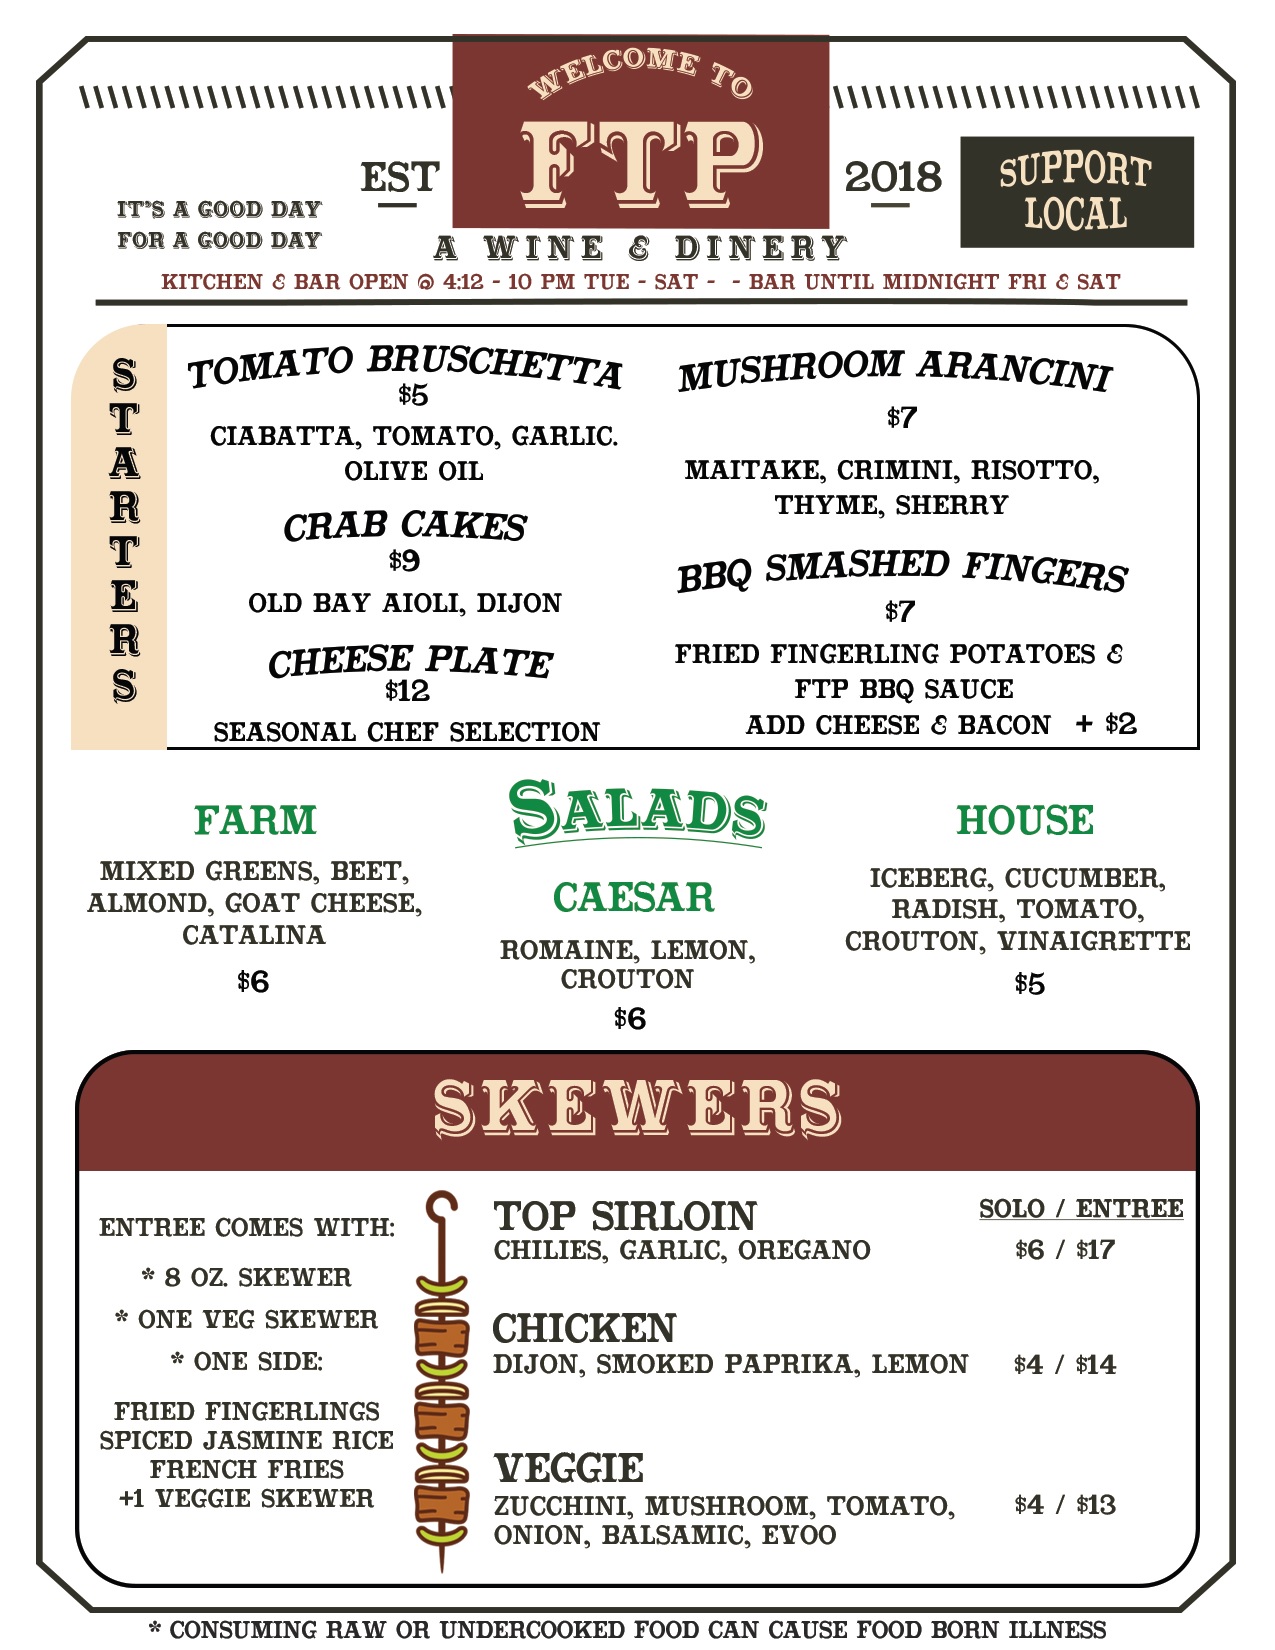 WELCOME TO
FTP
EST
2018
SUPPORT
LOCAL
IT'S A GOOD DAY
FOR A GOOD DAY
A WINE & DINERY
KITCHEN & BAR OPEN @ 4:12 - 10 PM TUE - SAT - - BAR UNTIL MIDNIGHT FRI & SAT
STARTERS
TOMATO BRUSCHETTA
$5
CIABATTA, TOMATO, GARLIC.
OLIVE OIL
CRAB CAKES
$9
OLD BAY AIOLI, DIJON
CHEESE PLATE
$12
SEASONAL CHEF SELECTION
MUSHROOM ARANCINI
$7
MAITAKE, CRIMINI, RISOTTO,
THYME, SHERRY
BBQ SMASHED FINGERS
$7
FRIED FINGERLING POTATOES &
FTP BBQ SAUCE
ADD CHEESE & BACON + $2
SALADS
FARM
MIXED GREENS, BEET,
ALMOND, GOAT CHEESE,
CATALINA
$6
CAESAR
ROMAINE, LEMON,
CROUTON
$6
HOUSE
ICEBERG, CUCUMBER,
RADISH, TOMATO,
CROUTON, VINAIGRETTE
$5
SKEWERS
ENTREE COMES WITH:
* 8 OZ. SKEWER
* ONE VEG SKEWER
* ONE SIDE:
FRIED FINGERLINGS
SPICED JASMINE RICE
FRENCH FRIES
+1 VEGGIE SKEWER
SOLO / ENTREE
TOP SIRLOIN
CHILIES, GARLIC, OREGANO
$6 / $17
CHICKEN
DIJON, SMOKED PAPRIKA, LEMON
$4 / $14
VEGGIE
ZUCCHINI, MUSHROOM, TOMATO,
ONION, BALSAMIC, EVOO
$4 / $13
* CONSUMING RAW OR UNDERCOOKED FOOD CAN CAUSE FOOD BORN ILLNESS